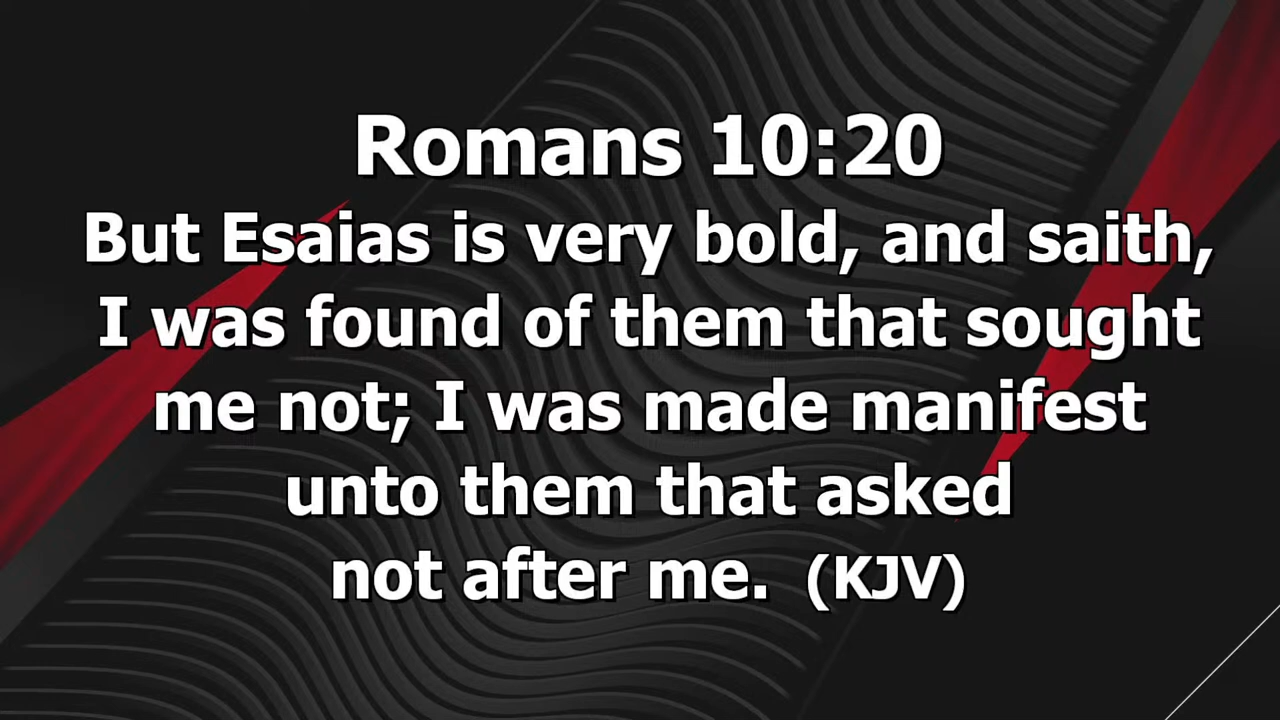 Romans 10:20
But Esaias is very bold, and saith,
I was found of them that sought
me not; I was made manifest
unto them that asked
not after me. (KJV)